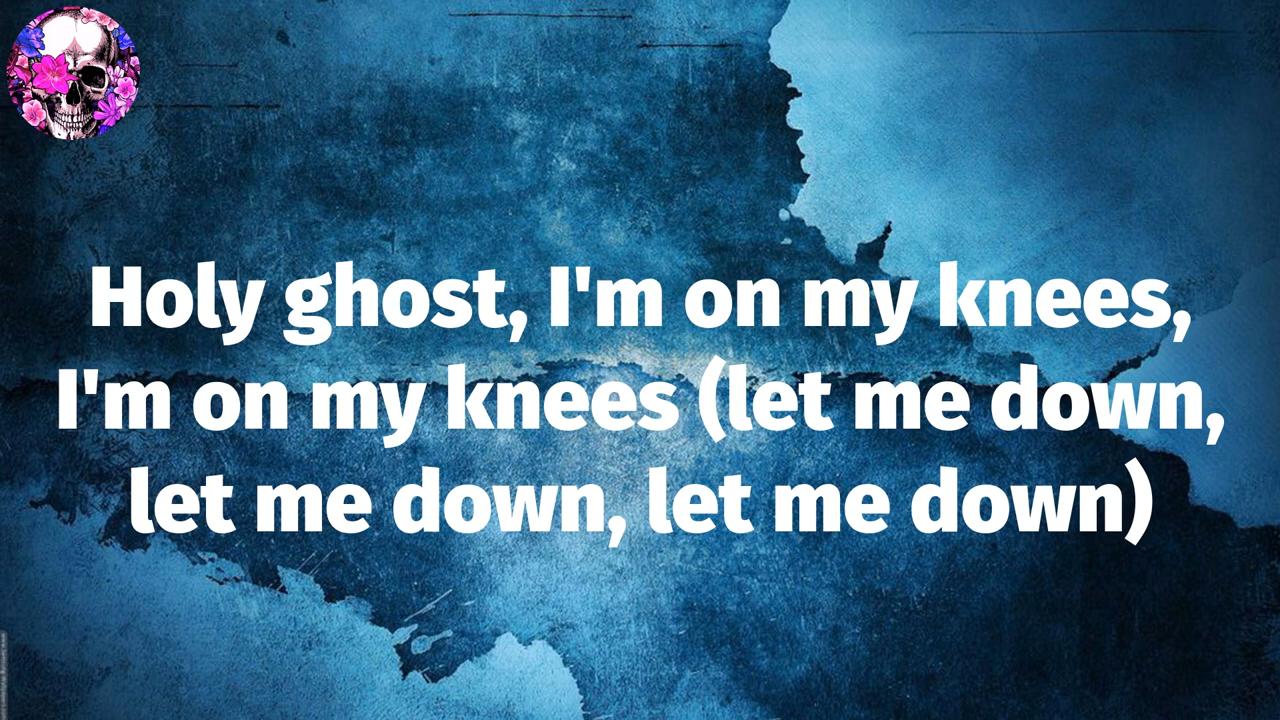 Holy ghost, I'm on my knees,
I'm on my knees (let me down,
let me down, let me down)